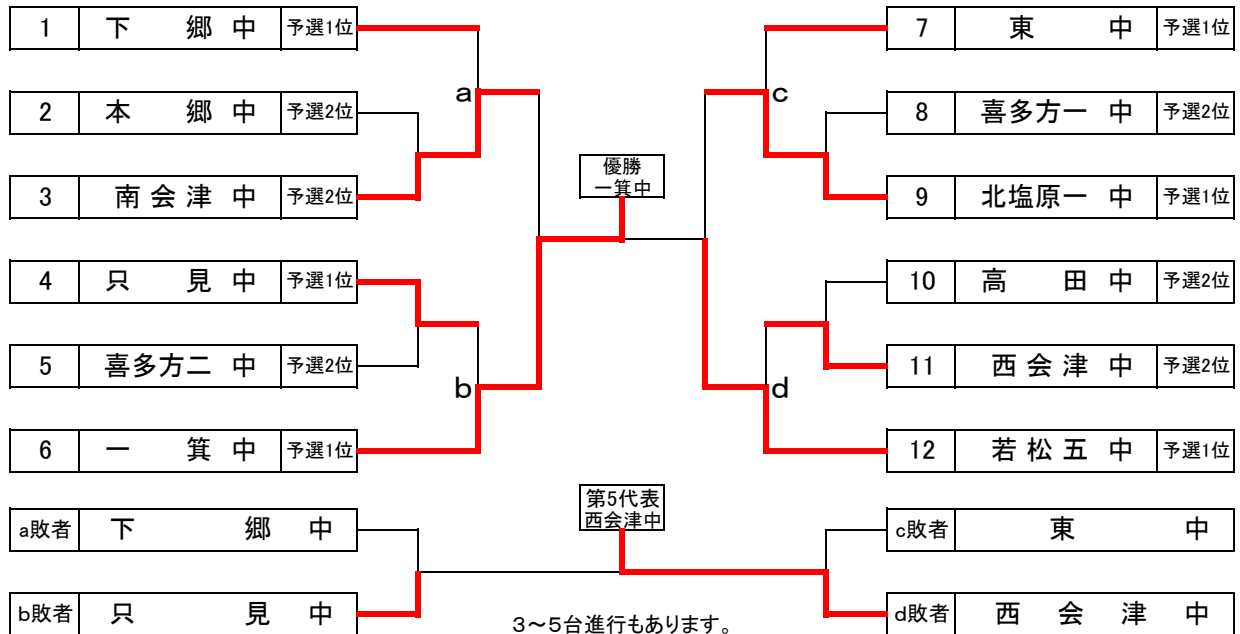 1 下郷中 予選1位
2 本郷中 予選2位
3 南会津中 予選2位
4 只見中 予選1位
5 喜多方二中 予選2位
6 一箕中 予選1位
a
b
優勝
一箕中
7 東中 予選1位
8 喜多方一中 予選2位
9 北塩原一中 予選1位
10 高田中 予選2位
11 西会津中 予選2位
12 若松五中 予選1位
c
d
a敗者 下郷中
b敗者 只見中
第5代表
西会津中
c敗者 東中
d敗者 西会津中
3～5台進行もあります。